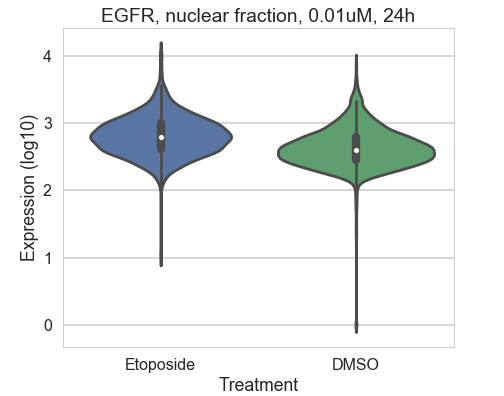 EGFR, nuclear fraction, 0.01uM, 24h
Expression (log10)
4
3
2
1
0
Etoposide DMSO
Treatment